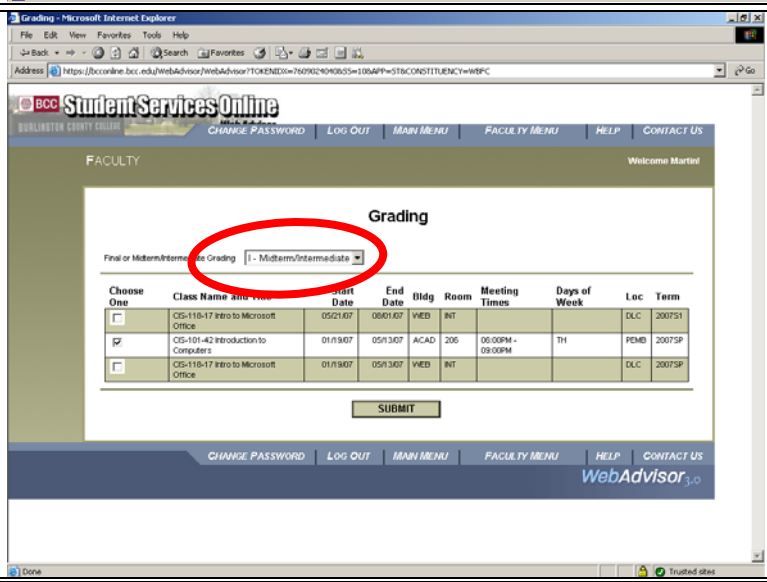 Grading - Microsoft Internet Explorer
File Edit View Favorites Tools Help
Back Search Favorites
Address https://bcconline.bcc.edu/WebAdvisor/WebAdvisor?TOKENIDX=7609024040&SS=10&APP=ST&CONSTITUENCY=WBFC Go
BCC Student Services Online
BURLINGTON COUNTY COLLEGE
CHANGE PASSWORD LOG OUT MAIN MENU FACULTY MENU HELP CONTACT US
FACULTY Welcome Martin!
Grading
Final or Midterm/Intermediate Grading I - Midterm/Intermediate
Choose One Class Name and Title Start Date End Date Bldg Room Meeting Times Days of Week Loc Term
CIS-118-17 Intro to Microsoft Office 05/21/07 08/01/07 WEB INT DLC 2007S1
CIS-101-42 Introduction to Computers 01/19/07 05/13/07 ACAD 206 06:00PM - 09:00PM TH PEMB 2007SP
CIS-118-17 Intro to Microsoft Office 01/19/07 05/13/07 WEB INT DLC 2007SP
SUBMIT
CHANGE PASSWORD LOG OUT MAIN MENU FACULTY MENU HELP CONTACT US
WebAdvisor 3.0
Done Trusted sites